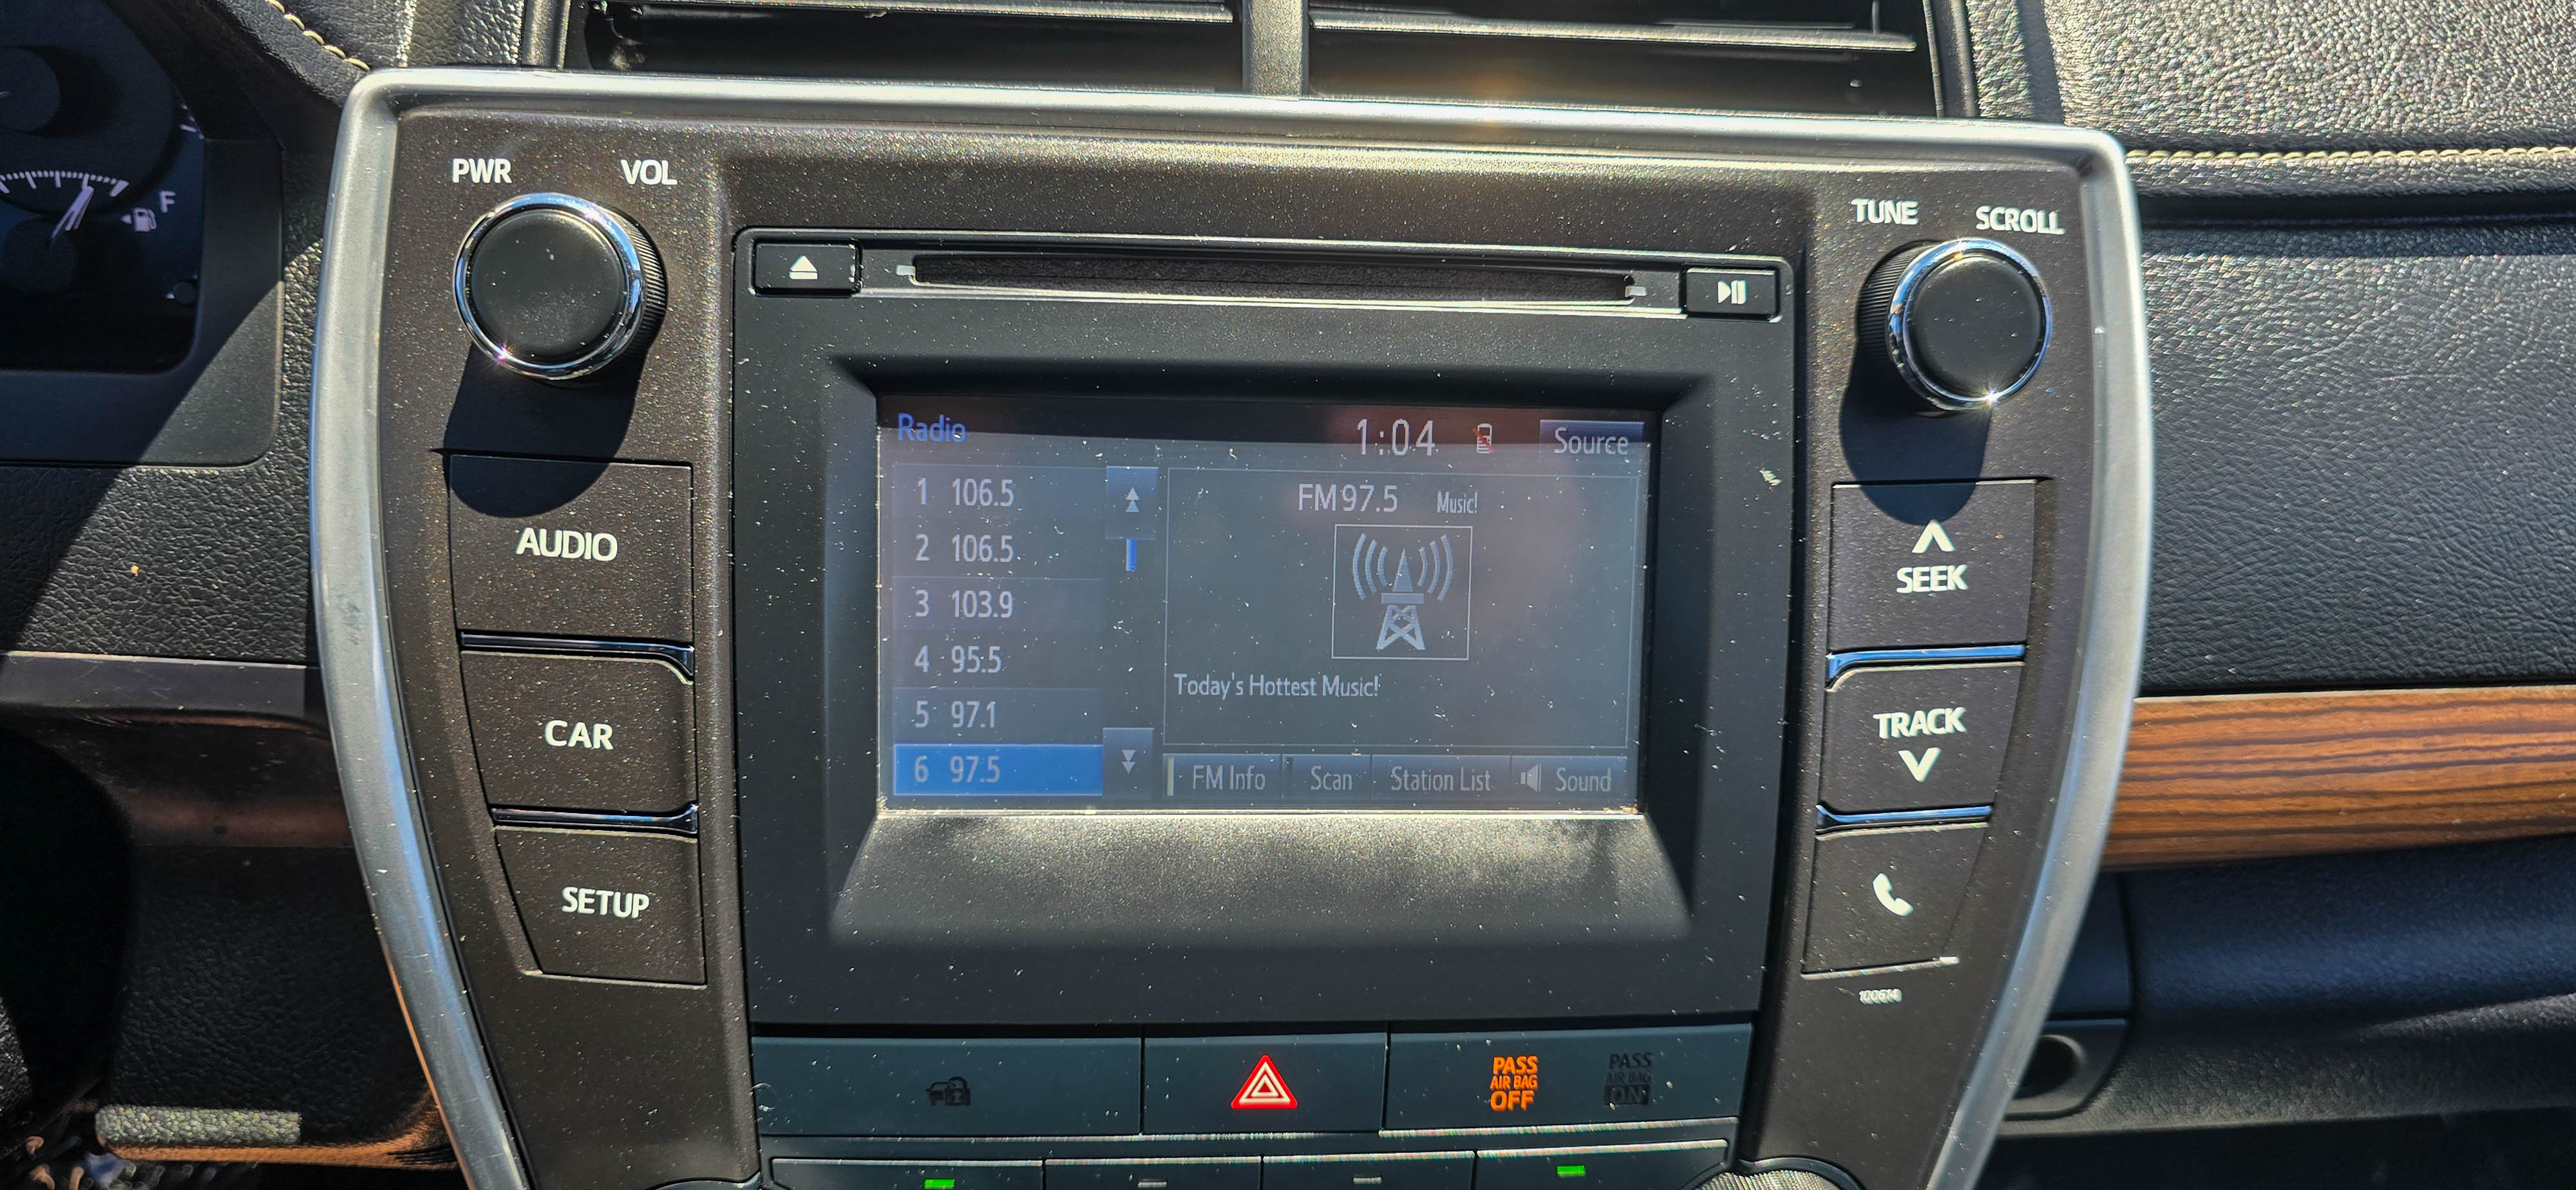 PWR VOL
TUNE SCROLL
F
Radio 1:04 Source
1 106.5
2 106.5
3 103.9
4 95.5
5 97.1
6 97.5
FM 97.5 Music!
Today's Hottest Music!
FM Info Scan Station List Sound
AUDIO
CAR
SETUP
SEEK
TRACK
100614
PASS
AIR BAG
OFF
PASS
AIR BAG
ON